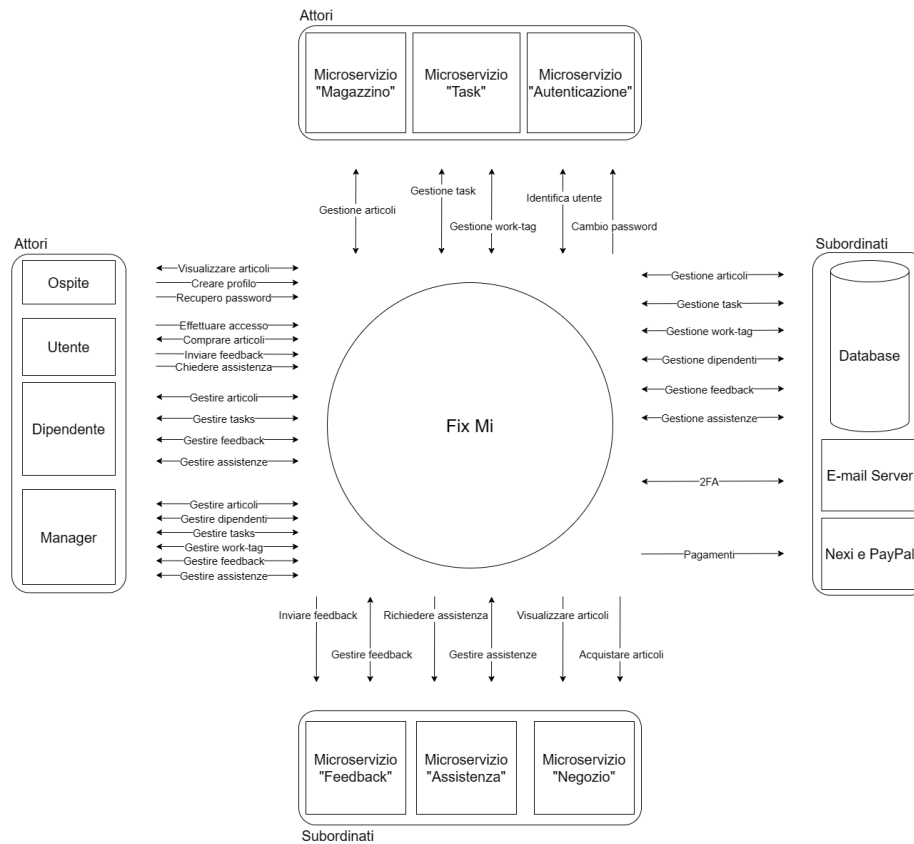 Attori
Microservizio
"Magazzino"
Microservizio
"Task"
Microservizio
"Autenticazione"
Gestione articoli
Gestione task
Gestione work-tag
Identifica utente
Cambio password
Attori
Ospite
Utente
Dipendente
Manager
Visualizzare articoli
Creare profilo
Recupero password
Effettuare accesso
Comprare articoli
Inviare feedback
Chiedere assistenza
Gestire articoli
Gestire tasks
Gestire feedback
Gestire assistenze
Gestire articoli
Gestire dipendenti
Gestire tasks
Gestire work-tag
Gestire feedback
Gestire assistenze
Fix Mi
Gestione articoli
Gestione task
Gestione work-tag
Gestione dipendenti
Gestione feedback
Gestione assistenze
2FA
Pagamenti
Subordinati
Database
E-mail Server
Nexi e PayPal
Inviare feedback
Gestire feedback
Richiedere assistenza
Gestire assistenze
Visualizzare articoli
Acquistare articoli
Microservizio
"Feedback"
Microservizio
"Assistenza"
Microservizio
"Negozio"
Subordinati